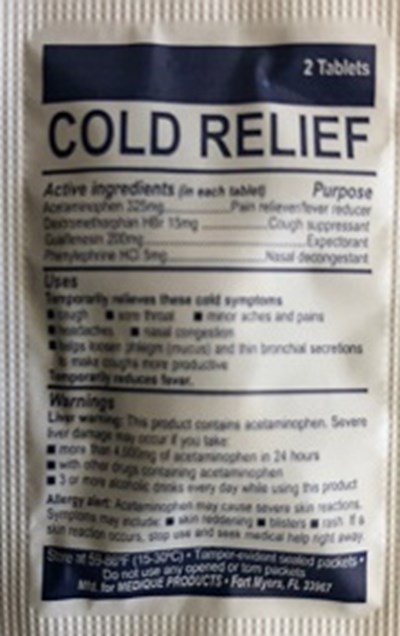 2 Tablets
COLD RELIEF
Active ingredients (in each tablet) Purpose
Acetaminophen 325mg Pain reliever/fever reducer
Dextromethorphan HBr 15mg Cough suppressant
Guaifenesin 200mg Expectorant
Phenylephrine HCl 5mg Nasal decongestant
Uses
Temporarily relieves these cold symptoms
■ cough ■ sore throat ■ minor aches and pains
■ headaches ■ nasal congestion
■ helps loosen phlegm (mucus) and thin bronchial secretions
to make coughs more productive
Temporarily reduces fever.
Warnings
Liver warning: This product contains acetaminophen. Severe
liver damage may occur if you take:
■ more than 4,000mg of acetaminophen in 24 hours
■ with other drugs containing acetaminophen
■ 3 or more alcoholic drinks every day while using this product
Allergy alert: Acetaminophen may cause severe skin reactions.
Symptoms may include: ■ skin reddening ■ blisters ■ rash. If a
skin reaction occurs, stop use and seek medical help right away.
Store at 59-86°F (15-30°C) • Tamper-evident sealed packets •
Do not use any opened or torn packets
Mfd. for MEDIQUE PRODUCTS • Fort Myers, FL 33967